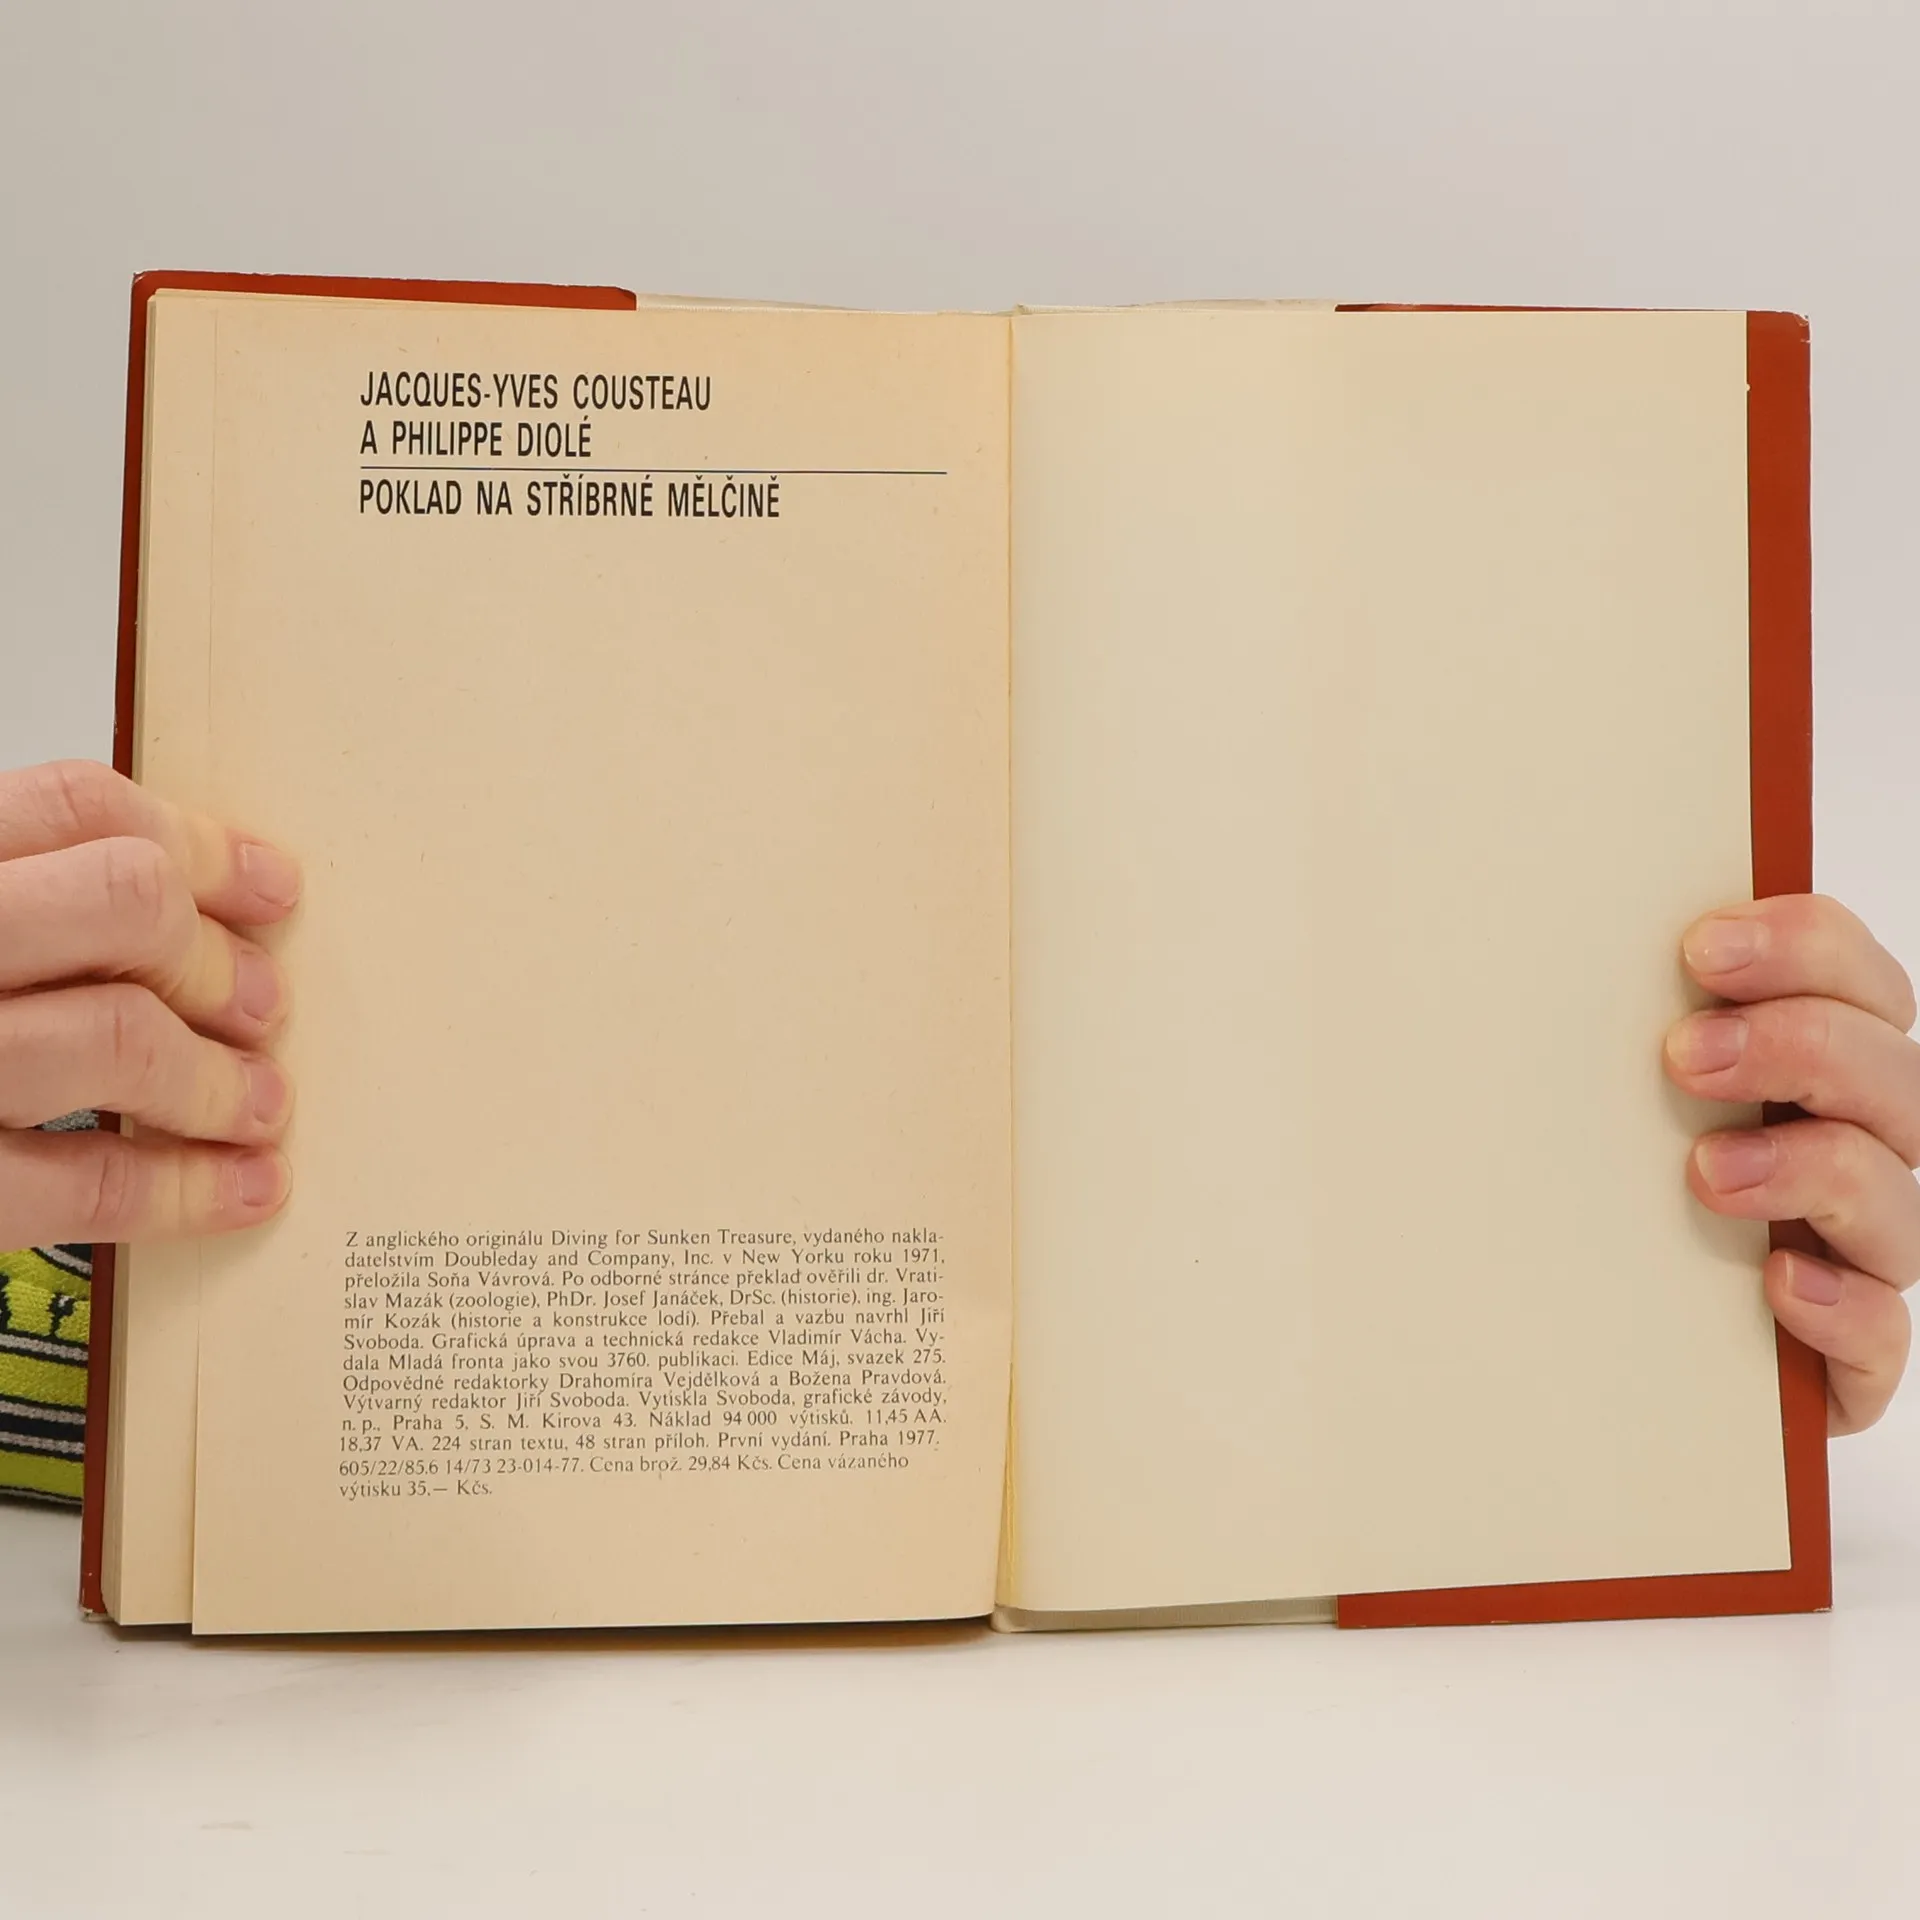 JACQUES-YVES COUSTEAU
A PHILIPPE DIOLÉ
POKLAD NA STŘÍBRNÉ MĚLČINĚ
Z anglického originálu Diving for Sunken Treasure, vydaného nakla-
datelstvím Doubleday and Company, Inc. v New Yorku roku 1971,
přeložila Soňa Vávrová. Po odborné stránce překlad ověřili dr. Vrati-
slav Mazák (zoologie), PhDr. Josef Janáček, DrSc. (historie), ing. Jaro-
mír Kozák (historie a konstrukce lodí). Přebal a vazbu navrhl Jiří
Svoboda. Grafická úprava a technická redakce Vladimír Vácha. Vy-
dala Mladá fronta jako svou 3760. publikaci. Edice Máj, svazek 275.
Odpovědné redaktorky Drahomíra Vejdělková a Božena Pravdová.
Výtvarný redaktor Jiří Svoboda. Vytiskla Svoboda, grafické závody,
n. p., Praha 5, S. M. Kirova 43. Náklad 94 000 výtisků. 11,45 AA.
18,37 VA. 224 stran textu, 48 stran příloh. První vydání. Praha 1977.
605/22/85.6 14/73 23-014-77. Cena brož. 29,84 Kčs. Cena vázaného
výtisku 35,— Kčs.